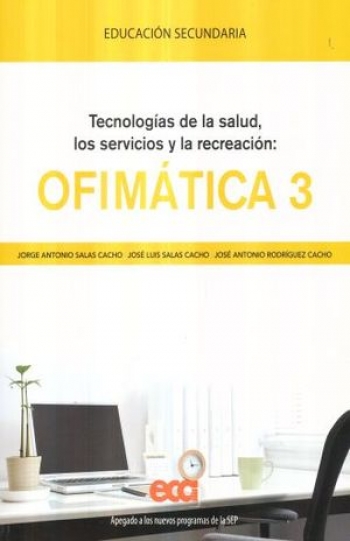 EDUCACIÓN SECUNDARIA
Tecnologías de la salud,
los servicios y la recreación:
OFIMÁTICA 3
JORGE ANTONIO SALAS CACHO JOSÉ LUIS SALAS CACHO JOSÉ ANTONIO RODRÍGUEZ CACHO
eca
Apegado a los nuevos programas de la SEP